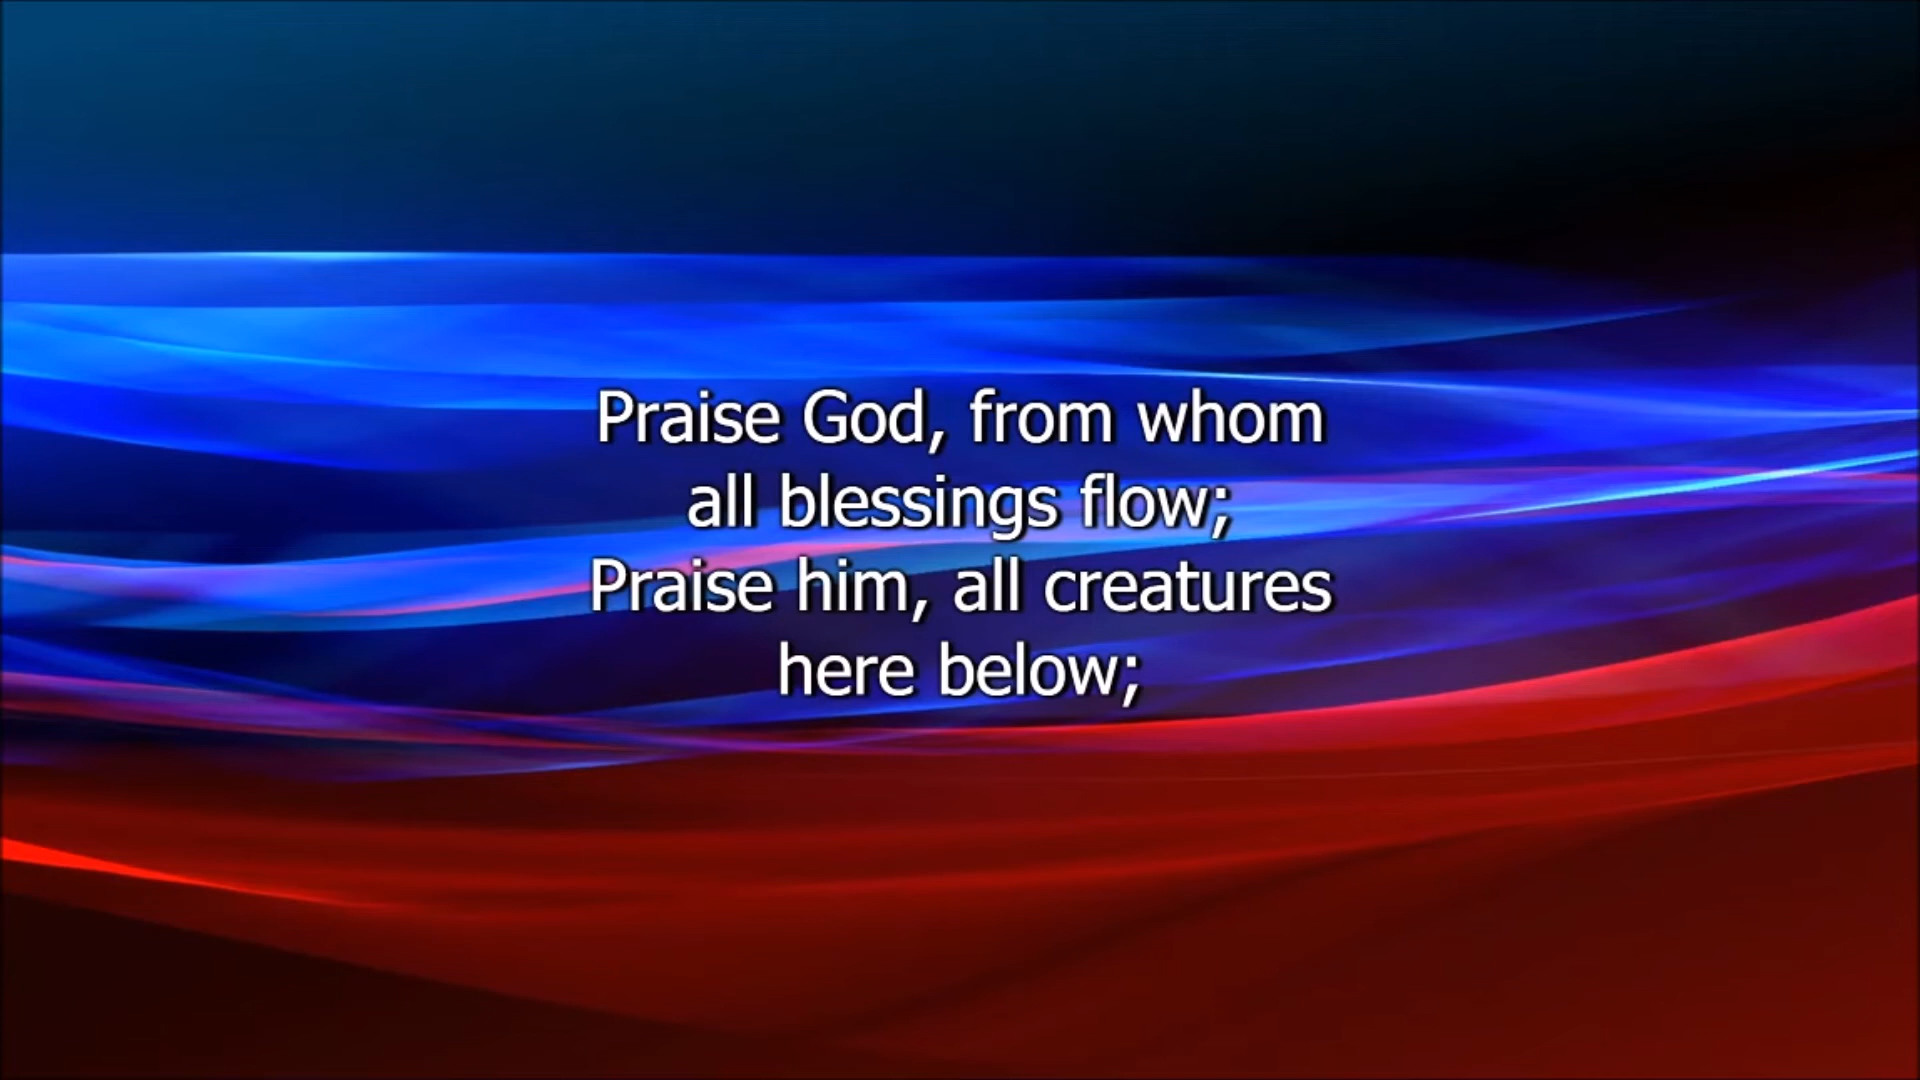 Praise God, from whom
all blessings flow;
Praise him, all creatures
here below;